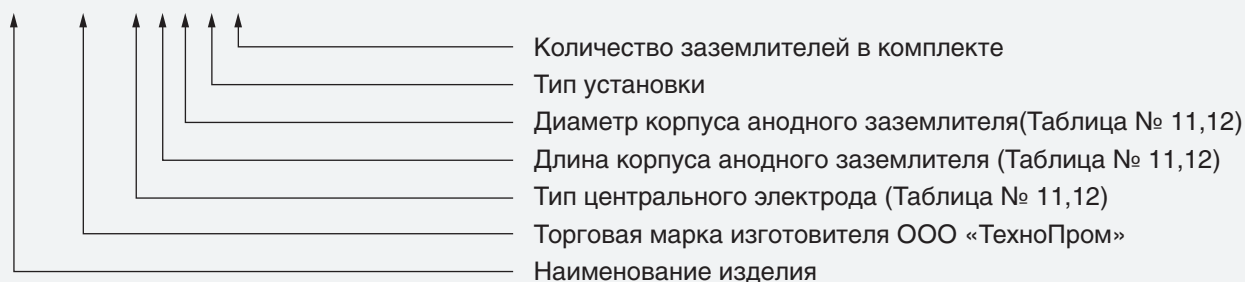 Количество заземлителей в комплекте
Тип установки
Диаметр корпуса анодного заземлителя(Таблица № 11,12)
Длина корпуса анодного заземлителя (Таблица № 11,12)
Тип центрального электрода (Таблица № 11,12)
Торговая марка изготовителя ООО «ТехноПром»
Наименование изделия